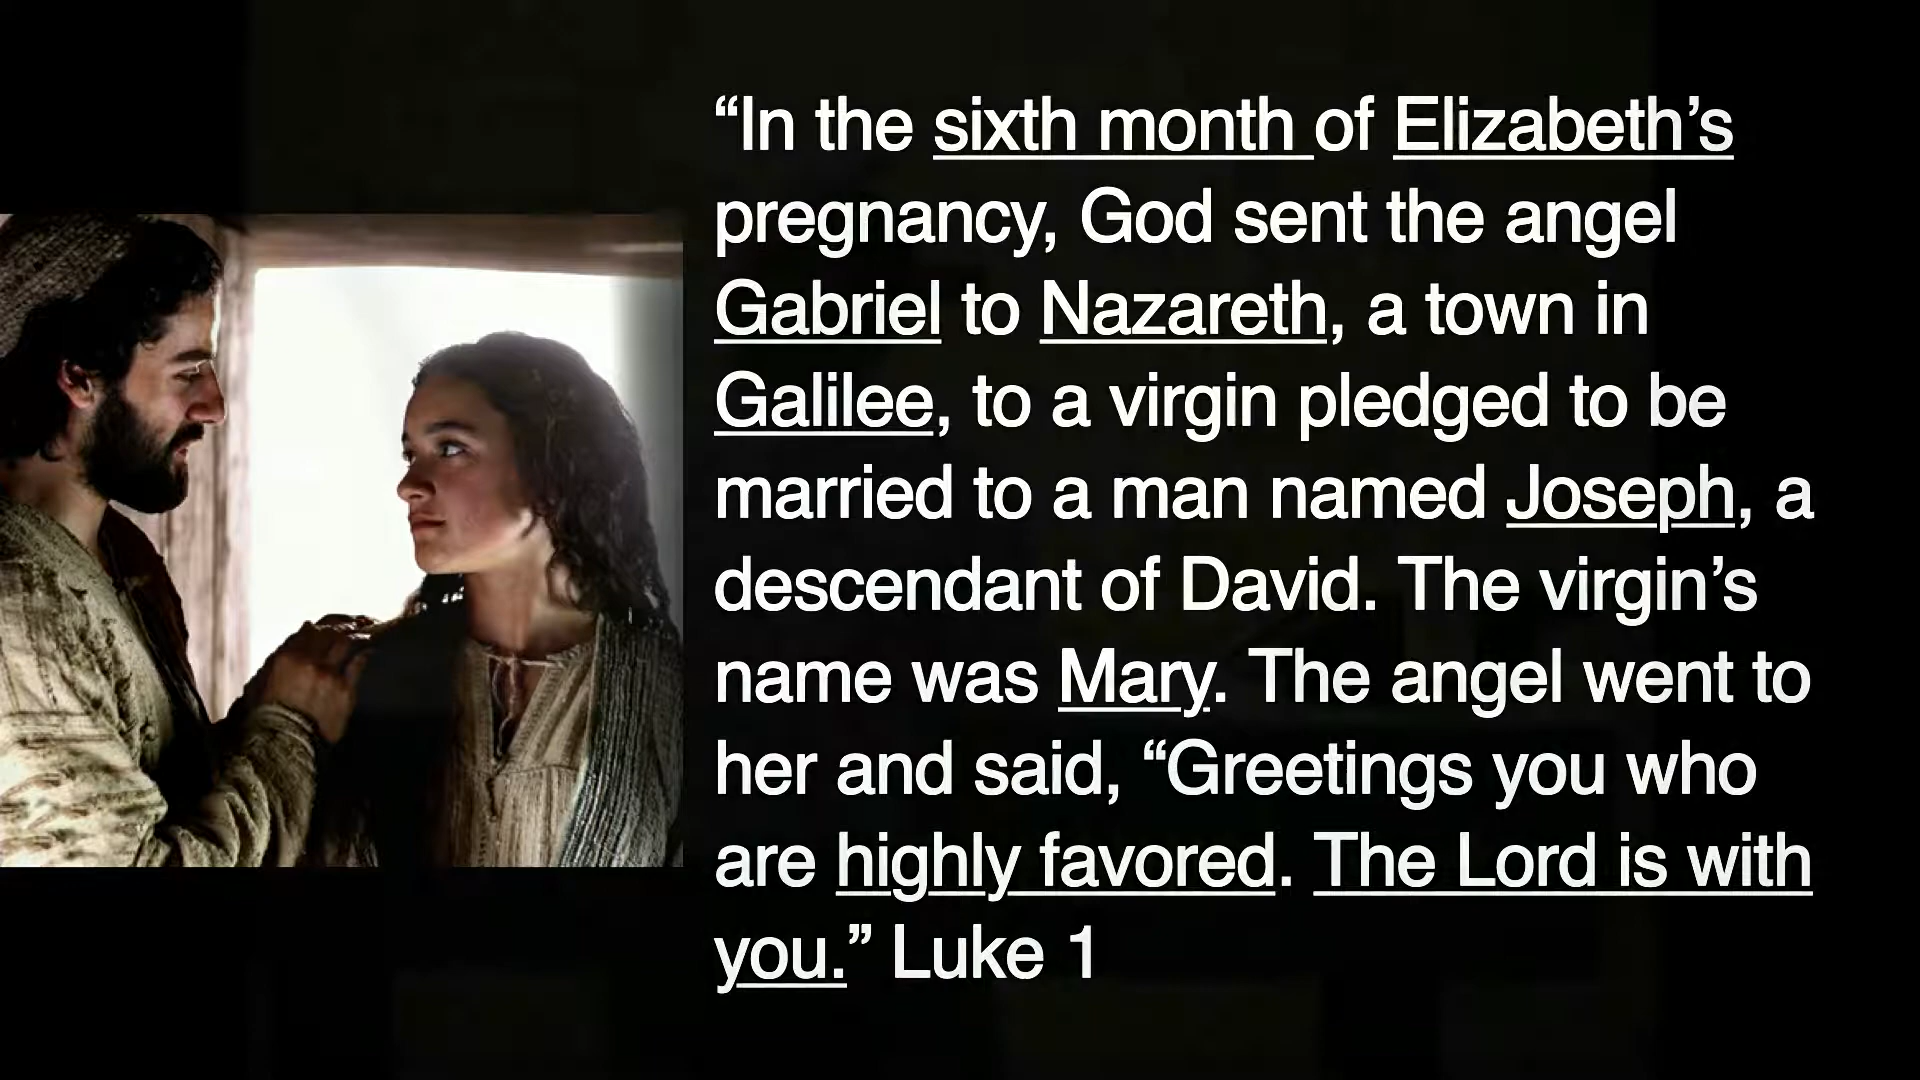 “In the sixth month of Elizabeth’s
pregnancy, God sent the angel
Gabriel to Nazareth, a town in
Galilee, to a virgin pledged to be
married to a man named Joseph, a
descendant of David. The virgin’s
name was Mary. The angel went to
her and said, “Greetings you who
are highly favored. The Lord is with
you.” Luke 1